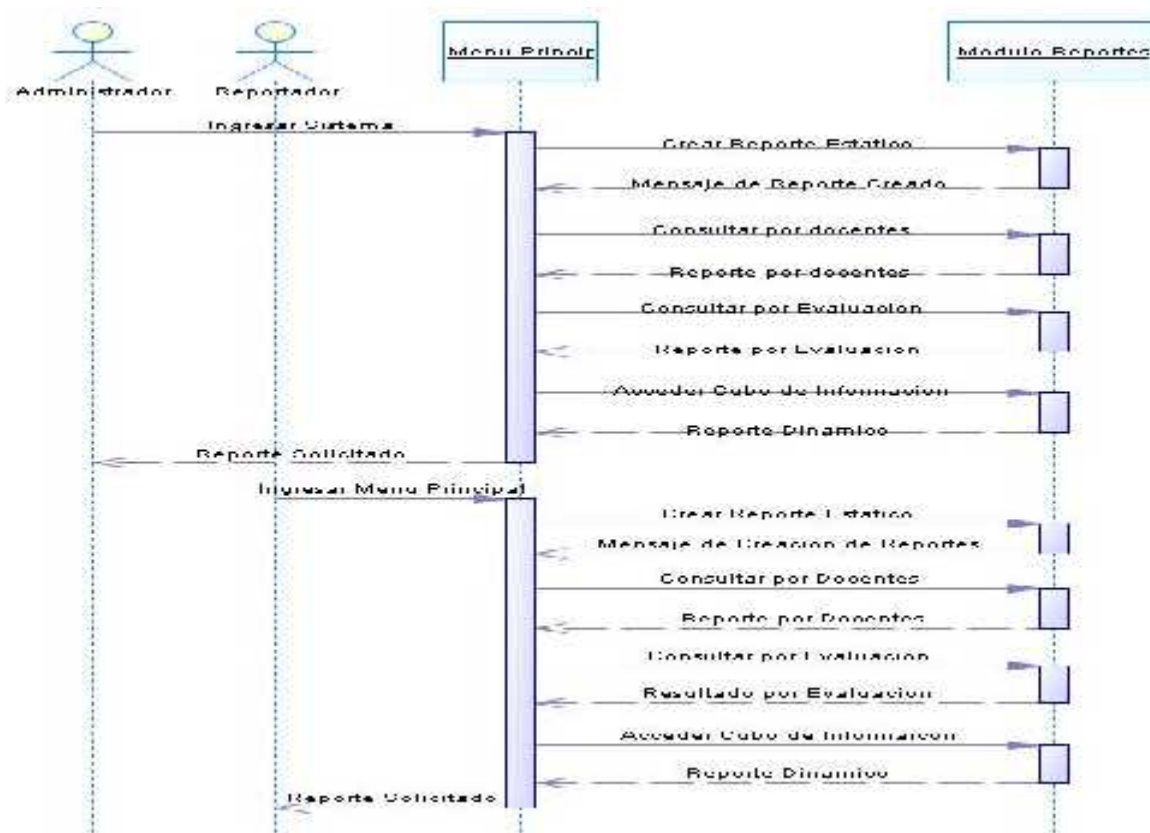 Menu Princip
Modulo Reportes
Administrador
Reportador
Ingresar Sistema
Crear Reporte Estatico
Mensaje de Reporte Creado
Consultar por docentes
Reporte por docentes
Consultar por Evaluacion
Reporte por Evaluacion
Acceder Cubo de Informacion
Reporte Dinamico
Reporte Solicitado
Ingresar Menu Principal
Crear Reporte Estatico
Mensaje de Creacion de Reportes
Consultar por Docentes
Reporte por Docentes
Consultar por Evaluacion
Resultado por Evaluacion
Acceder Cubo de Informaicon
Reporte Dinamico
Reporte Solicitado